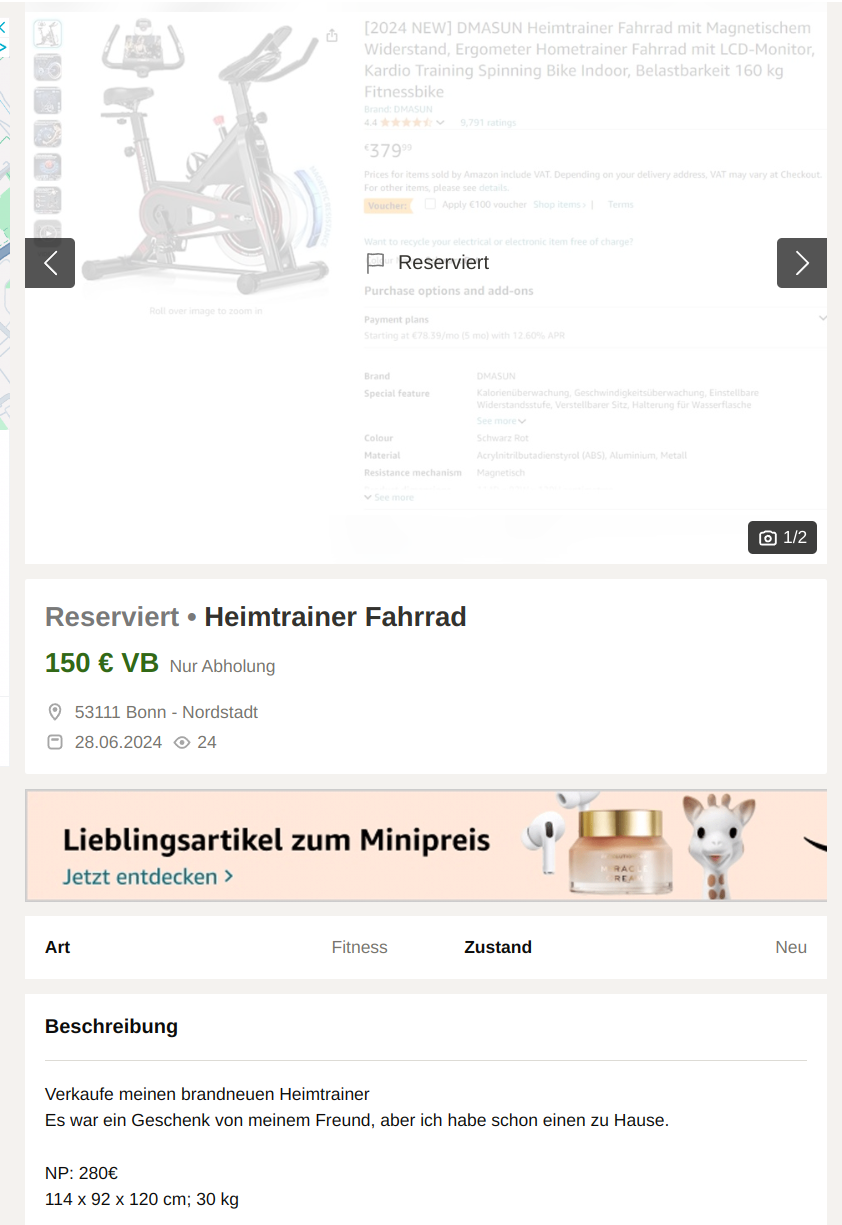 [2024 NEW] DMASUN Heimtrainer Fahrrad mit Magnetischem
Widerstand, Ergometer Hometrainer Fahrrad mit LCD-Monitor,
Kardio Training Spinning Bike Indoor, Belastbarkeit 160 kg
Fitnessbike
Brand: DMASUN
4.4 9,791 ratings
€379⁹⁹
Prices for items sold by Amazon include VAT. Depending on your delivery address, VAT may vary at Checkout.
For other items, please see details.
Voucher: Apply €100 voucher Shop items › | Terms
Want to recycle your electrical or electronic item free of charge?
Reserviert
Purchase options and add-ons
Roll over image to zoom in
Payment plans
Starting at €78.39/mo (5 mo) with 12.60% APR
Brand DMASUN
Special feature Kalorienüberwachung, Geschwindigkeitsüberwachung, Einstellbare
Widerstandsstufe, Verstellbarer Sitz, Halterung für Wasserflasche
See more
Colour Schwarz Rot
Material Acrylnitrilbutadienstyrol (ABS), Aluminium, Metall
Resistance mechanism Magnetisch
See more
1/2
Reserviert • Heimtrainer Fahrrad
150 € VB Nur Abholung
53111 Bonn - Nordstadt
28.06.2024 24
Lieblingsartikel zum Minipreis
Jetzt entdecken ›
MIRACLE
CREAM
Art Fitness Zustand Neu
Beschreibung
Verkaufe meinen brandneuen Heimtrainer
Es war ein Geschenk von meinem Freund, aber ich habe schon einen zu Hause.
NP: 280€
114 x 92 x 120 cm; 30 kg